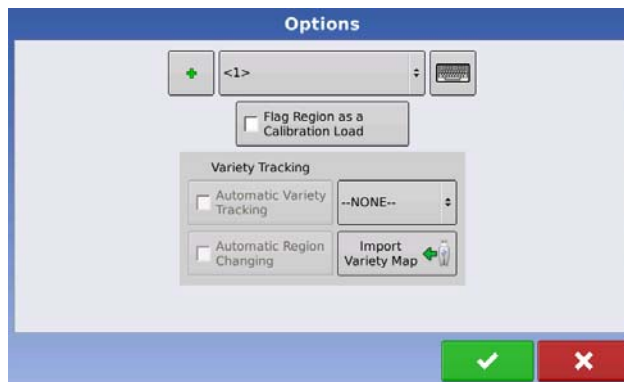 Options
<1>
Flag Region as a
Calibration Load
Variety Tracking
Automatic Variety
Tracking
--NONE--
Automatic Region
Changing
Import
Variety Map